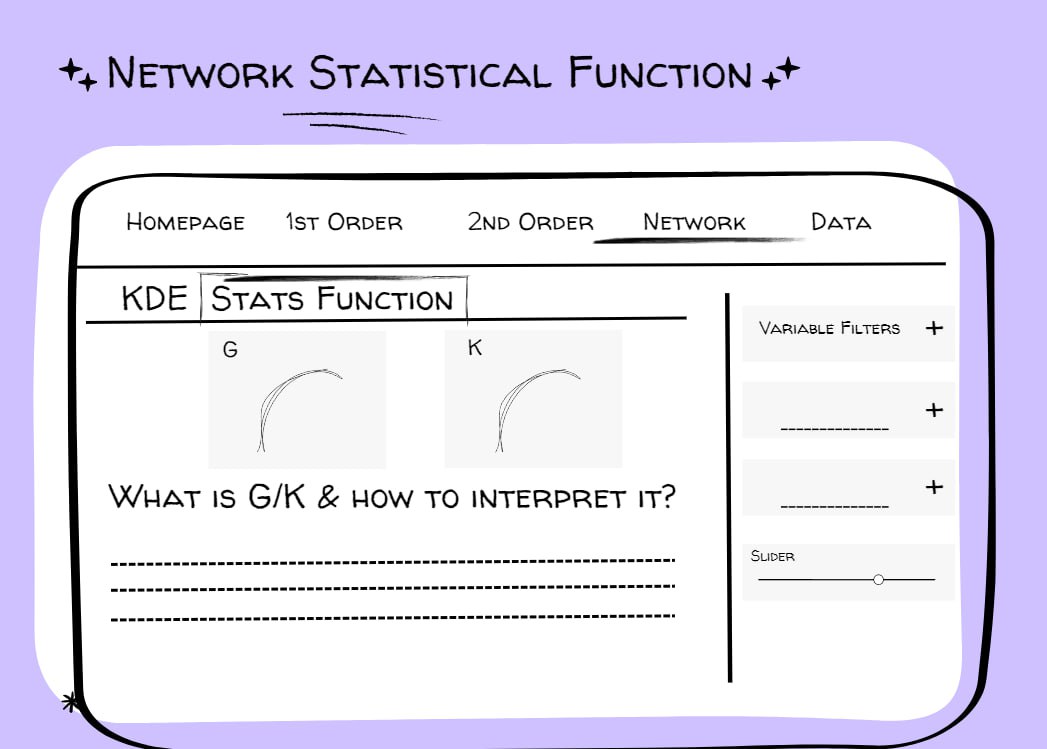 Network Statistical Function
Homepage 1st Order 2nd Order Network Data
KDE Stats Function
Variable Filters +
G K
+
What is G/K & how to interpret it?
+
Slider